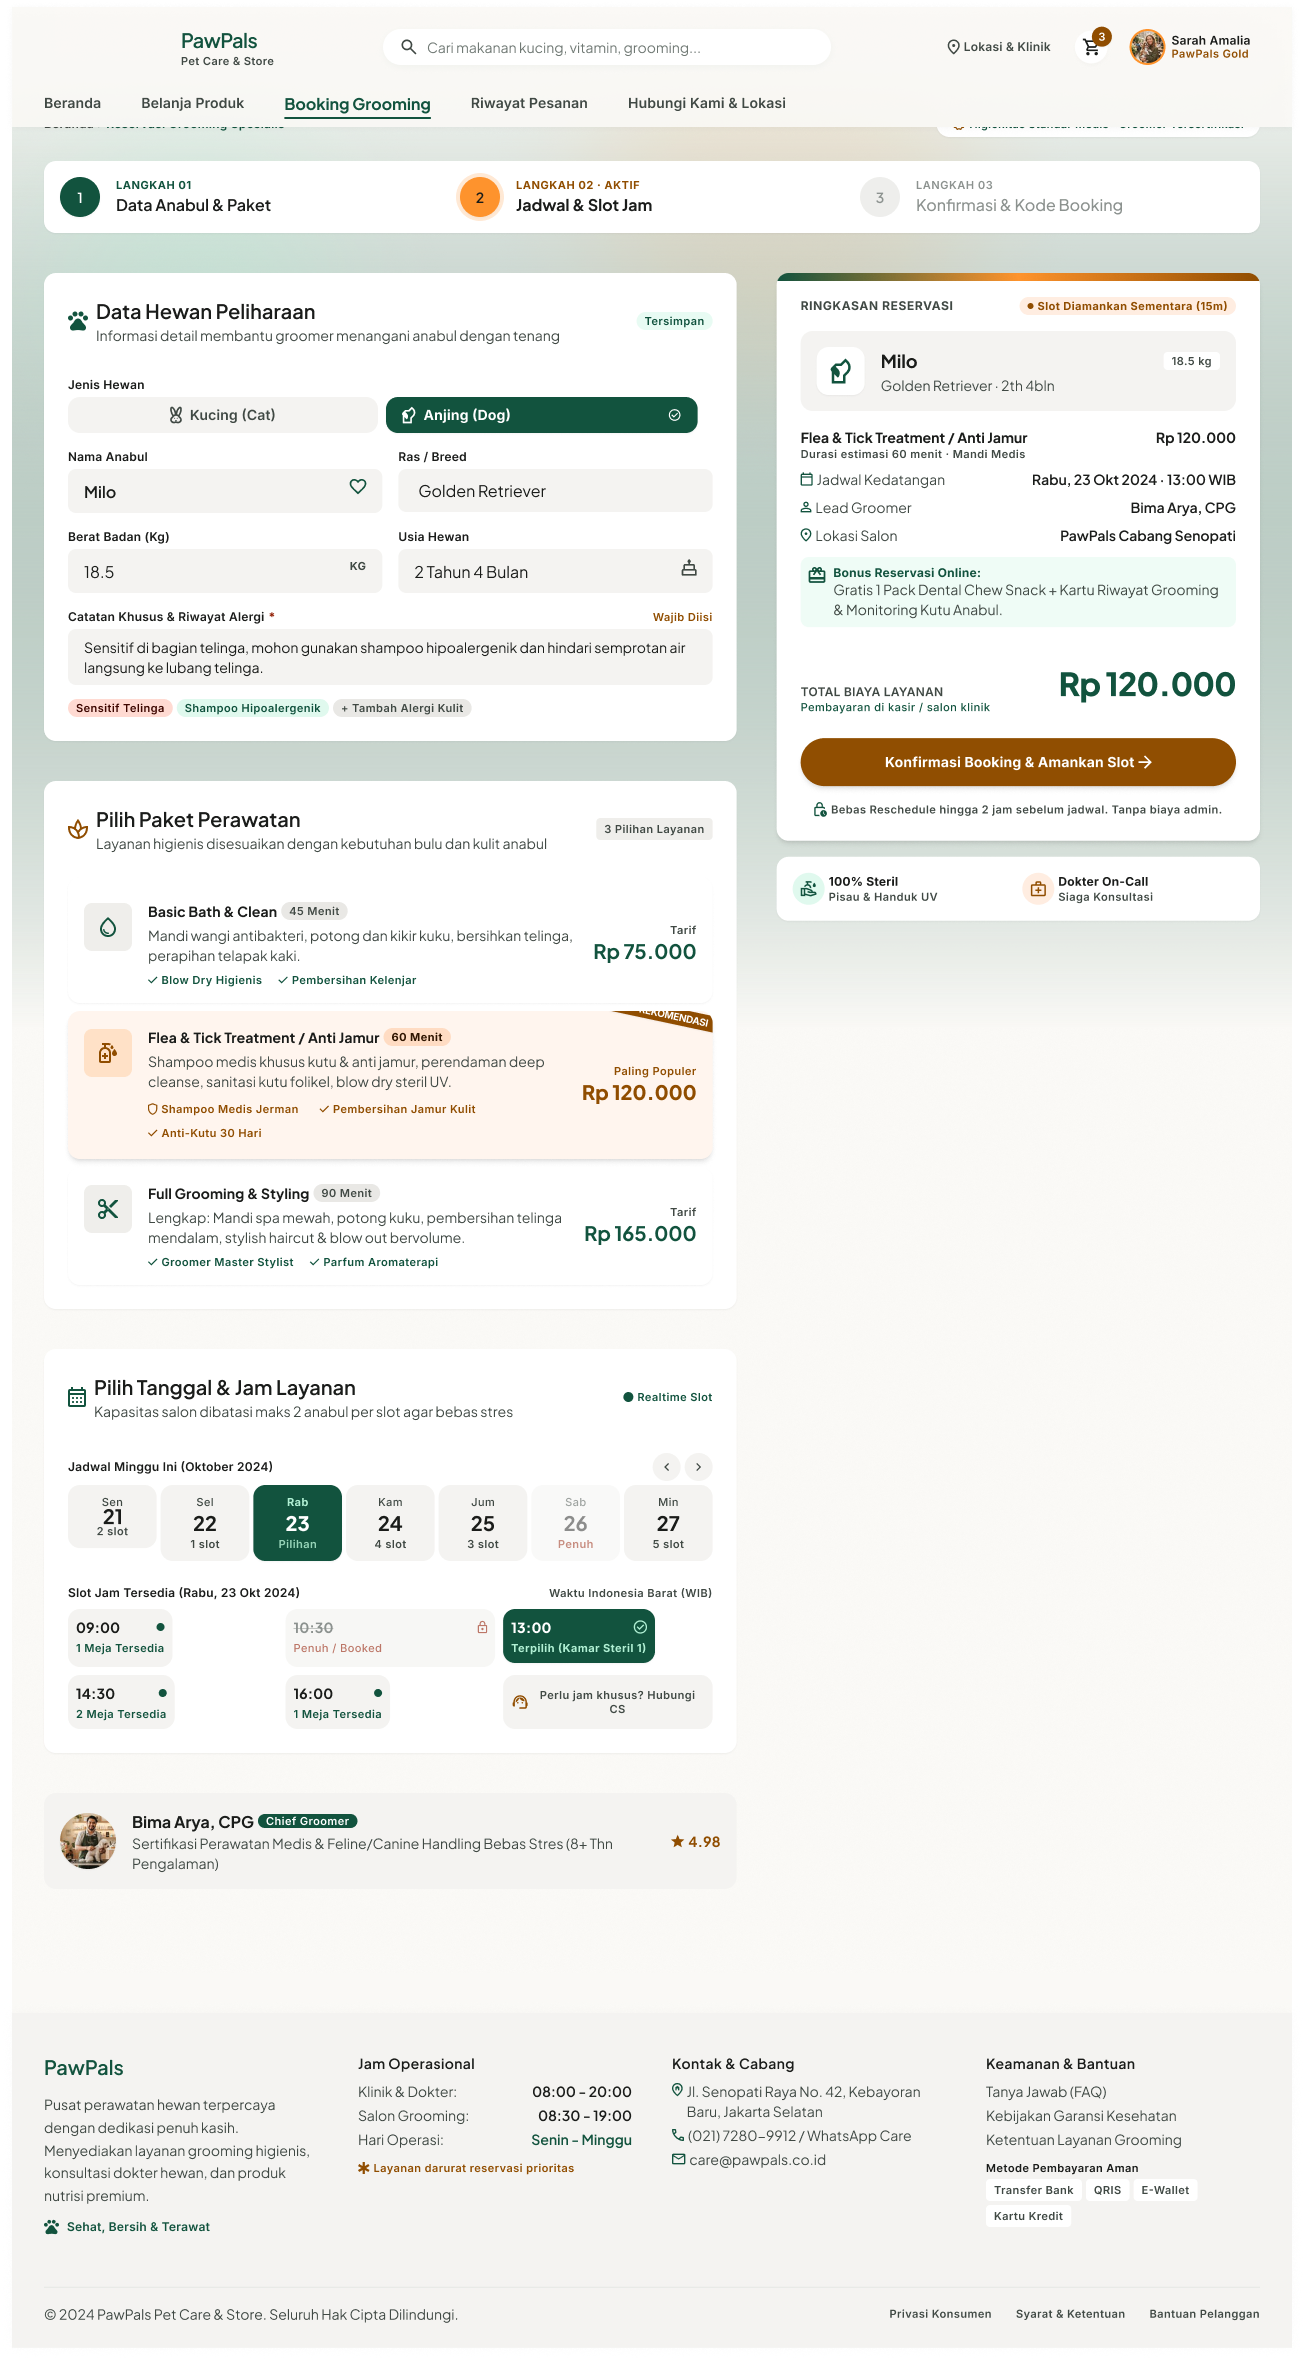 PawPals
Pet Care & Store
Cari makanan kucing, vitamin, grooming...
Lokasi & Klinik
3
Sarah Amalia
PawPals Gold
Beranda
Belanja Produk
Booking Grooming
Riwayat Pesanan
Hubungi Kami & Lokasi
1
LANGKAH 01
Data Anabul & Paket
2
LANGKAH 02 · AKTIF
Jadwal & Slot Jam
3
LANGKAH 03
Konfirmasi & Kode Booking
Data Hewan Peliharaan
Informasi detail membantu groomer menangani anabul dengan tenang
Tersimpan
Jenis Hewan
Kucing (Cat)
Anjing (Dog)
Nama Anabul
Milo
Ras / Breed
Golden Retriever
Berat Badan (Kg)
18.5
KG
Usia Hewan
2 Tahun 4 Bulan
Catatan Khusus & Riwayat Alergi *
Wajib Diisi
Sensitif di bagian telinga, mohon gunakan shampoo hipoalergenik dan hindari semprotan air
langsung ke lubang telinga.
Sensitif Telinga
Shampoo Hipoalergenik
+ Tambah Alergi Kulit
Pilih Paket Perawatan
Layanan higienis disesuaikan dengan kebutuhan bulu dan kulit anabul
3 Pilihan Layanan
Basic Bath & Clean
45 Menit
Mandi wangi antibakteri, potong dan kikir kuku, bersihkan telinga,
perapihan telapak kaki.
Blow Dry Higienis
Pembersihan Kelenjar
Tarif
Rp 75.000
REKOMENDASI
Flea & Tick Treatment / Anti Jamur
60 Menit
Shampoo medis khusus kutu & anti jamur, perendaman deep
cleanse, sanitasi kutu folikel, blow dry steril UV.
Shampoo Medis Jerman
Pembersihan Jamur Kulit
Anti-Kutu 30 Hari
Paling Populer
Rp 120.000
Full Grooming & Styling
90 Menit
Lengkap: Mandi spa mewah, potong kuku, pembersihan telinga
mendalam, stylish haircut & blow out bervolume.
Groomer Master Stylist
Parfum Aromaterapi
Tarif
Rp 165.000
Pilih Tanggal & Jam Layanan
Kapasitas salon dibatasi maks 2 anabul per slot agar bebas stres
Realtime Slot
Jadwal Minggu Ini (Oktober 2024)
Sen
21
2 slot
Sel
22
1 slot
Rab
23
Pilihan
Kam
24
4 slot
Jum
25
3 slot
Sab
26
Penuh
Min
27
5 slot
Slot Jam Tersedia (Rabu, 23 Okt 2024)
Waktu Indonesia Barat (WIB)
09:00
1 Meja Tersedia
10:30
Penuh / Booked
13:00
Terpilih (Kamar Steril 1)
14:30
2 Meja Tersedia
16:00
1 Meja Tersedia
Perlu jam khusus? Hubungi
CS
Bima Arya, CPG
Chief Groomer
Sertifikasi Perawatan Medis & Feline/Canine Handling Bebas Stres (8+ Thn
Pengalaman)
4.98
RINGKASAN RESERVASI
Slot Diamankan Sementara (15m)
Milo
Golden Retriever · 2th 4bln
18.5 kg
Flea & Tick Treatment / Anti Jamur
Rp 120.000
Durasi estimasi 60 menit · Mandi Medis
Jadwal Kedatangan
Rabu, 23 Okt 2024 · 13:00 WIB
Lead Groomer
Bima Arya, CPG
Lokasi Salon
PawPals Cabang Senopati
Bonus Reservasi Online:
Gratis 1 Pack Dental Chew Snack + Kartu Riwayat Grooming
& Monitoring Kutu Anabul.
TOTAL BIAYA LAYANAN
Pembayaran di kasir / salon klinik
Rp 120.000
Konfirmasi Booking & Amankan Slot
Bebas Reschedule hingga 2 jam sebelum jadwal. Tanpa biaya admin.
100% Steril
Pisau & Handuk UV
Dokter On-Call
Siaga Konsultasi
PawPals
Pusat perawatan hewan terpercaya
dengan dedikasi penuh kasih.
Menyediakan layanan grooming higienis,
konsultasi dokter hewan, dan produk
nutrisi premium.
Sehat, Bersih & Terawat
Jam Operasional
Klinik & Dokter:
08:00 - 20:00
Salon Grooming:
08:30 - 19:00
Hari Operasi:
Senin - Minggu
Layanan darurat reservasi prioritas
Kontak & Cabang
Jl. Senopati Raya No. 42, Kebayoran
Baru, Jakarta Selatan
(021) 7280-9912 / WhatsApp Care
care@pawpals.co.id
Keamanan & Bantuan
Tanya Jawab (FAQ)
Kebijakan Garansi Kesehatan
Ketentuan Layanan Grooming
Metode Pembayaran Aman
Transfer Bank
QRIS
E-Wallet
Kartu Kredit
© 2024 PawPals Pet Care & Store. Seluruh Hak Cipta Dilindungi.
Privasi Konsumen
Syarat & Ketentuan
Bantuan Pelanggan